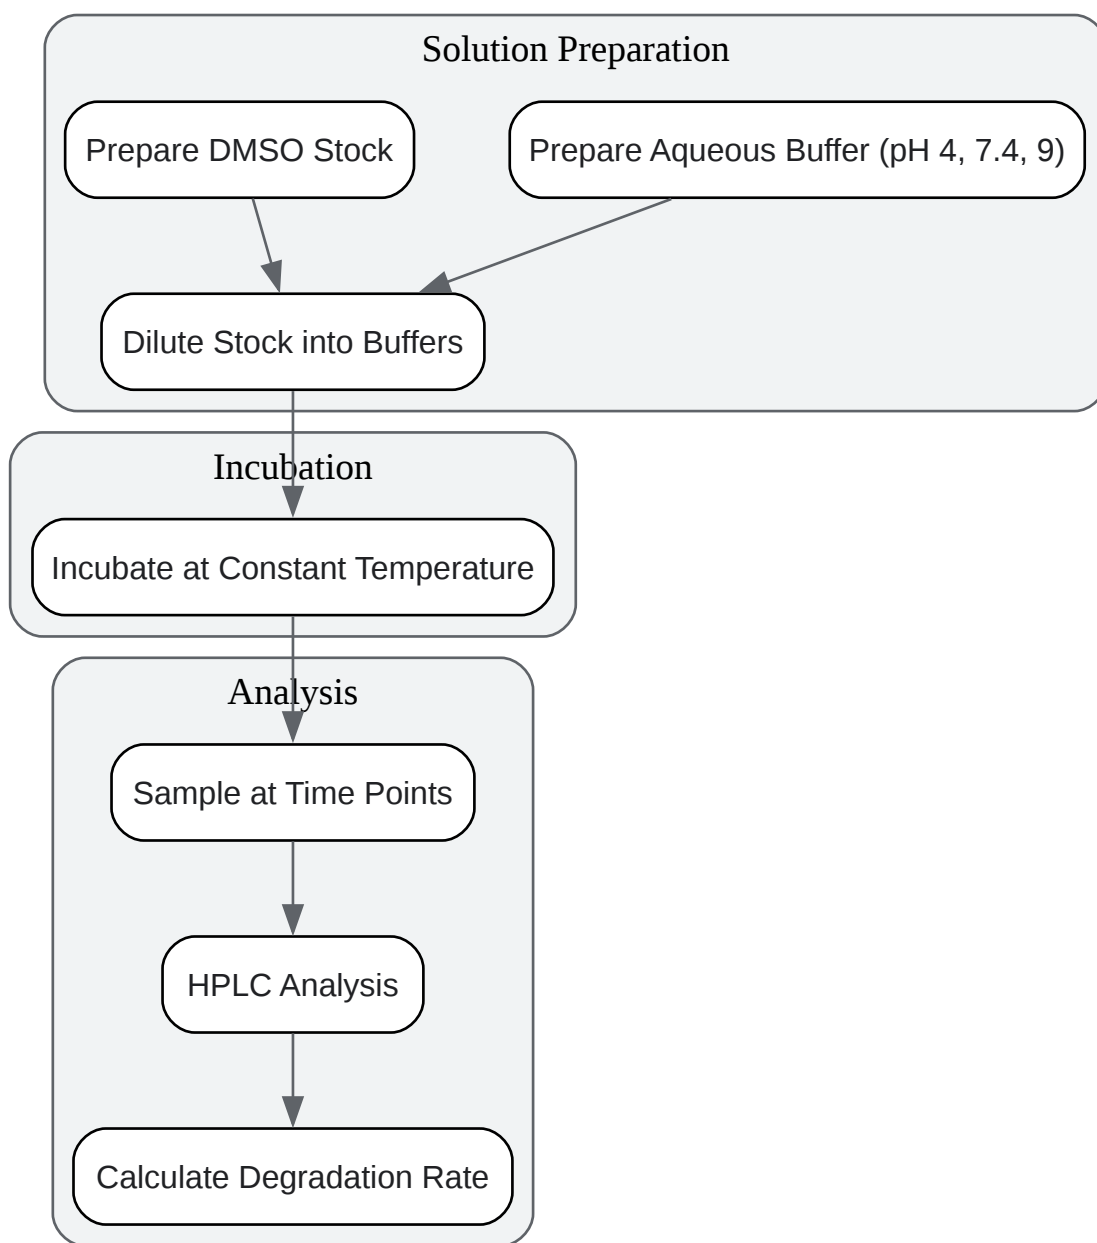 Solution Preparation
Prepare DMSO Stock
Prepare Aqueous Buffer (pH 4, 7.4, 9)
Dilute Stock into Buffers
Incubation
Incubate at Constant Temperature
Analysis
Sample at Time Points
HPLC Analysis
Calculate Degradation Rate